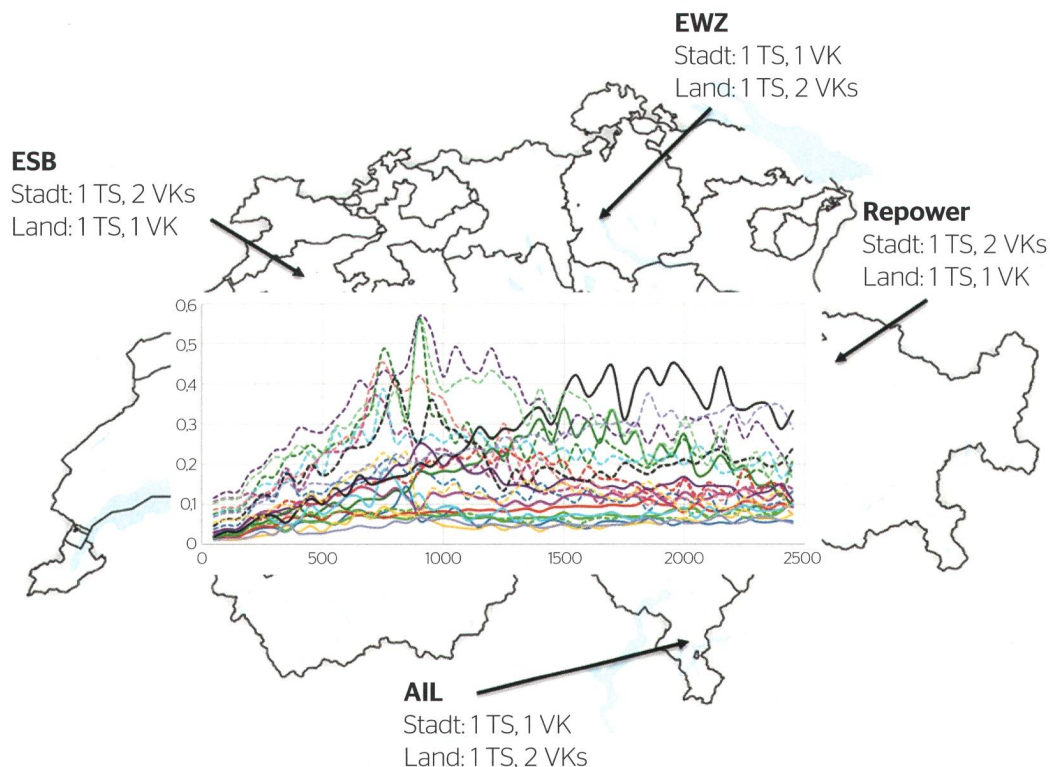 EWZ
Stadt: 1 TS, 1 VK
Land: 1 TS, 2 VKs
ESB
Stadt: 1 TS, 2 VKs
Land: 1 TS, 1 VK
Repower
Stadt: 1 TS, 2 VKs
Land: 1 TS, 1 VK
0,6
0,5
0,4
0,3
0,2
0,1
0
0 500 1000 1500 2000 2500
AIL
Stadt: 1 TS, 1 VK
Land: 1 TS, 2 VKs